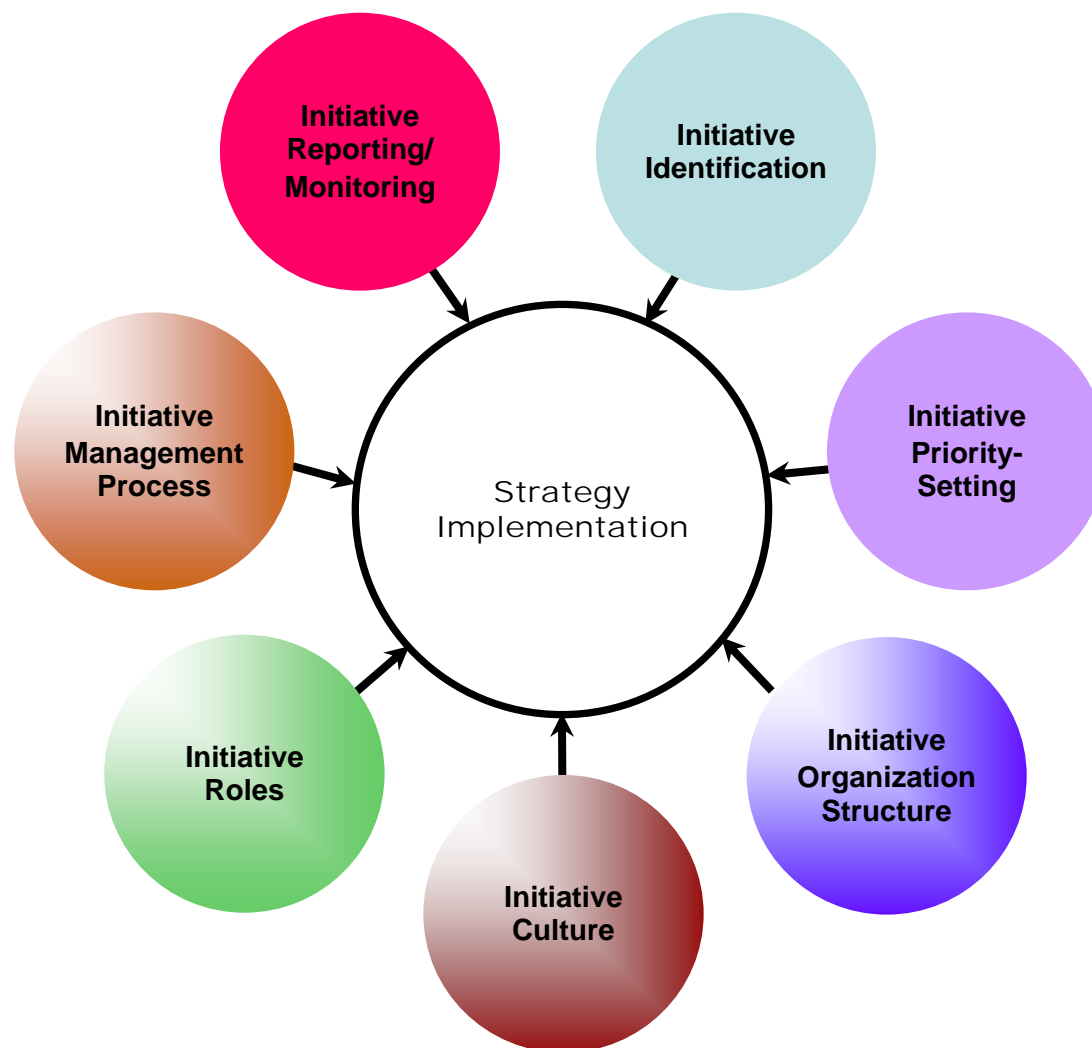 Initiative
Reporting/
Monitoring
Initiative
Identification
Initiative
Management
Process
Strategy
Implementation
Initiative
Priority-
Setting
Initiative
Roles
Initiative
Organization
Structure
Initiative
Culture